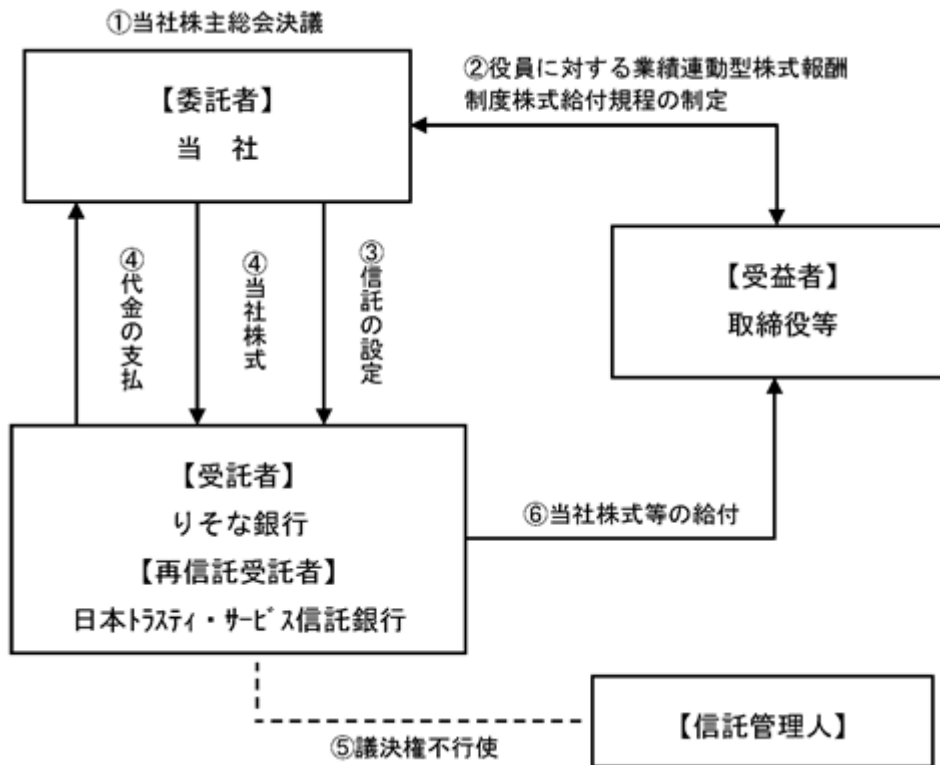 ①当社株主総会決議
【委託者】
当　社
②役員に対する業績連動型株式報酬
制度株式給付規程の制定
④代金の支払
④当社株式
③信託の設定
【受益者】
取締役等
【受託者】
りそな銀行
【再信託受託者】
日本ﾄﾗｽﾃｨ・ｻｰﾋﾞｽ信託銀行
⑥当社株式等の給付
⑤議決権不行使
【信託管理人】